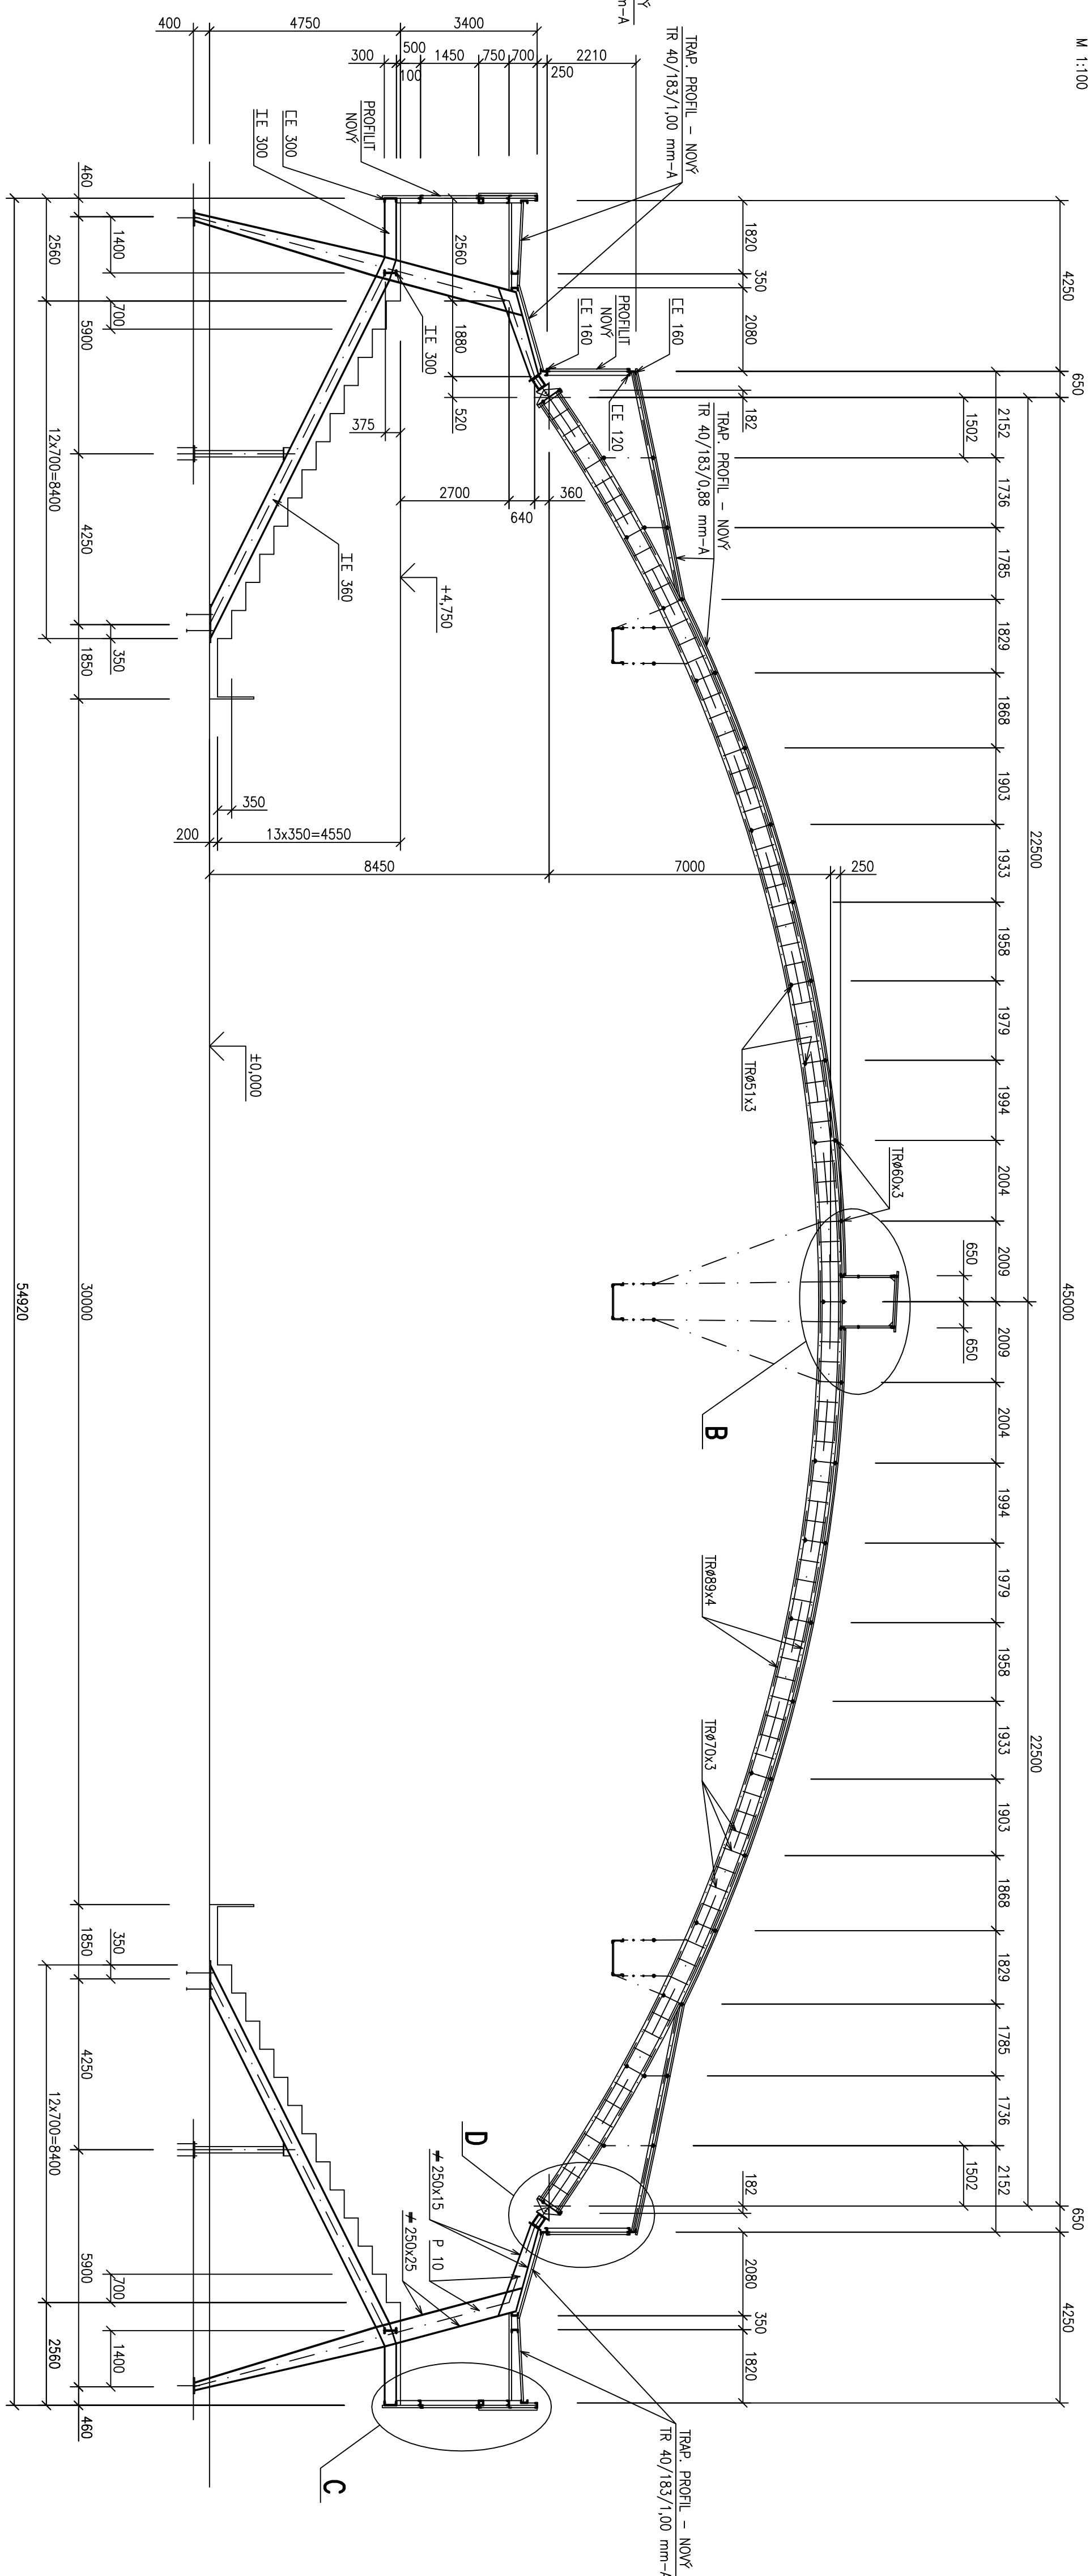 M 1:100
Ý
m-A
4250
650
45000
650
4250
22500
22500
2152
1736
1785
1829
1868
1903
1933
1958
1979
1994
2004
2009
2009
2004
1994
1979
1958
1933
1903
1868
1829
1785
1736
2152
1502
650
650
1502
1820
350
2080
182
182
2080
350
1820
TRAP. PROFIL - NOVÝ
TR 40/183/1,00 mm-A
TRAP. PROFIL - NOVÝ
TR 40/183/0,88 mm-A
TRAP. PROFIL - NOVÝ
TR 40/183/1,00 mm-A
TRø60x3
TRø51x3
TRø89x4
TRø70x3
B
D
C
E 160
PROFILIT
NOVÝ
E 160
E 120
2210
250
700
750
1450
500
100
300
3400
4750
400
PROFILIT
NOVÝ
E 300
E 300
2560
1880
520
E 300
375
2700
640
360
+4,750
E 360
7000
250
8450
13x350=4550
350
200
±0,000
250x15
P 10
250x25
1400
700
350
350
700
1400
2560
12x700=8400
12x700=8400
2560
460
5900
4250
1850
30000
1850
4250
5900
460
54920